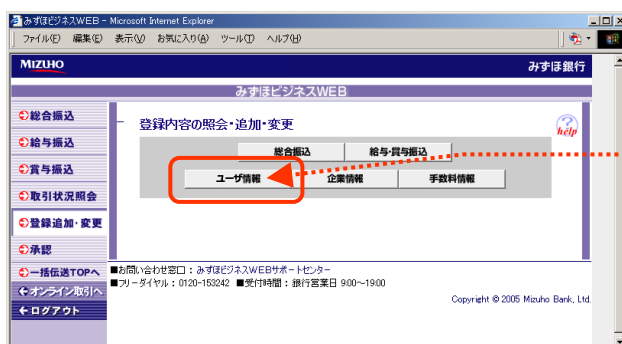 みずほビジネスWEB - Microsoft Internet Explorer
ファイル(F) 編集(E) 表示(V) お気に入り(A) ツール(T) ヘルプ(H)
MIZUHO みずほ銀行
みずほビジネスWEB
総合振込
給与振込
賞与振込
取引状況照会
登録追加・変更
承認
一括伝送TOPへ
オンライン取引へ
ログアウト
登録内容の照会・追加・変更
help
総合振込 給与・賞与振込
ユーザ情報 企業情報 手数料情報
■お問い合わせ窓口：みずほビジネスWEBサポートセンター
■フリーダイヤル：0120-153242 ■受付時間：銀行営業日 9:00～19:00
Copyright © 2005 Mizuho Bank, Ltd.